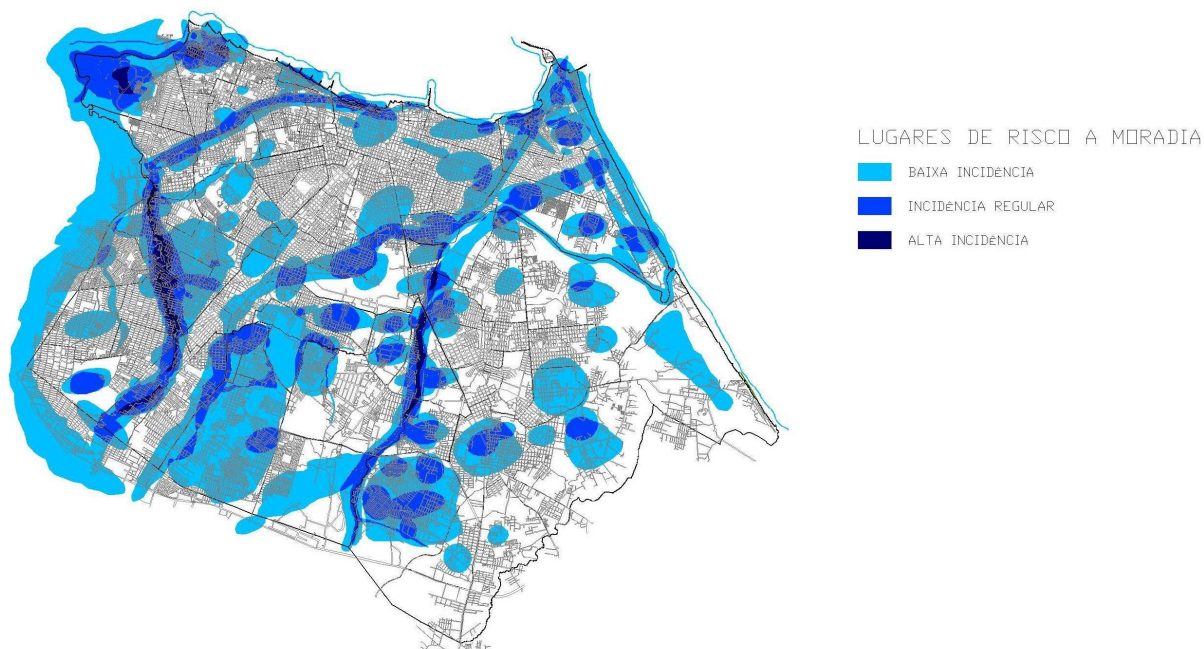 LUGARES DE RISCO A MORADIA
BAIXA INCIDÊNCIA
INCIDÊNCIA REGULAR
ALTA INCIDÊNCIA